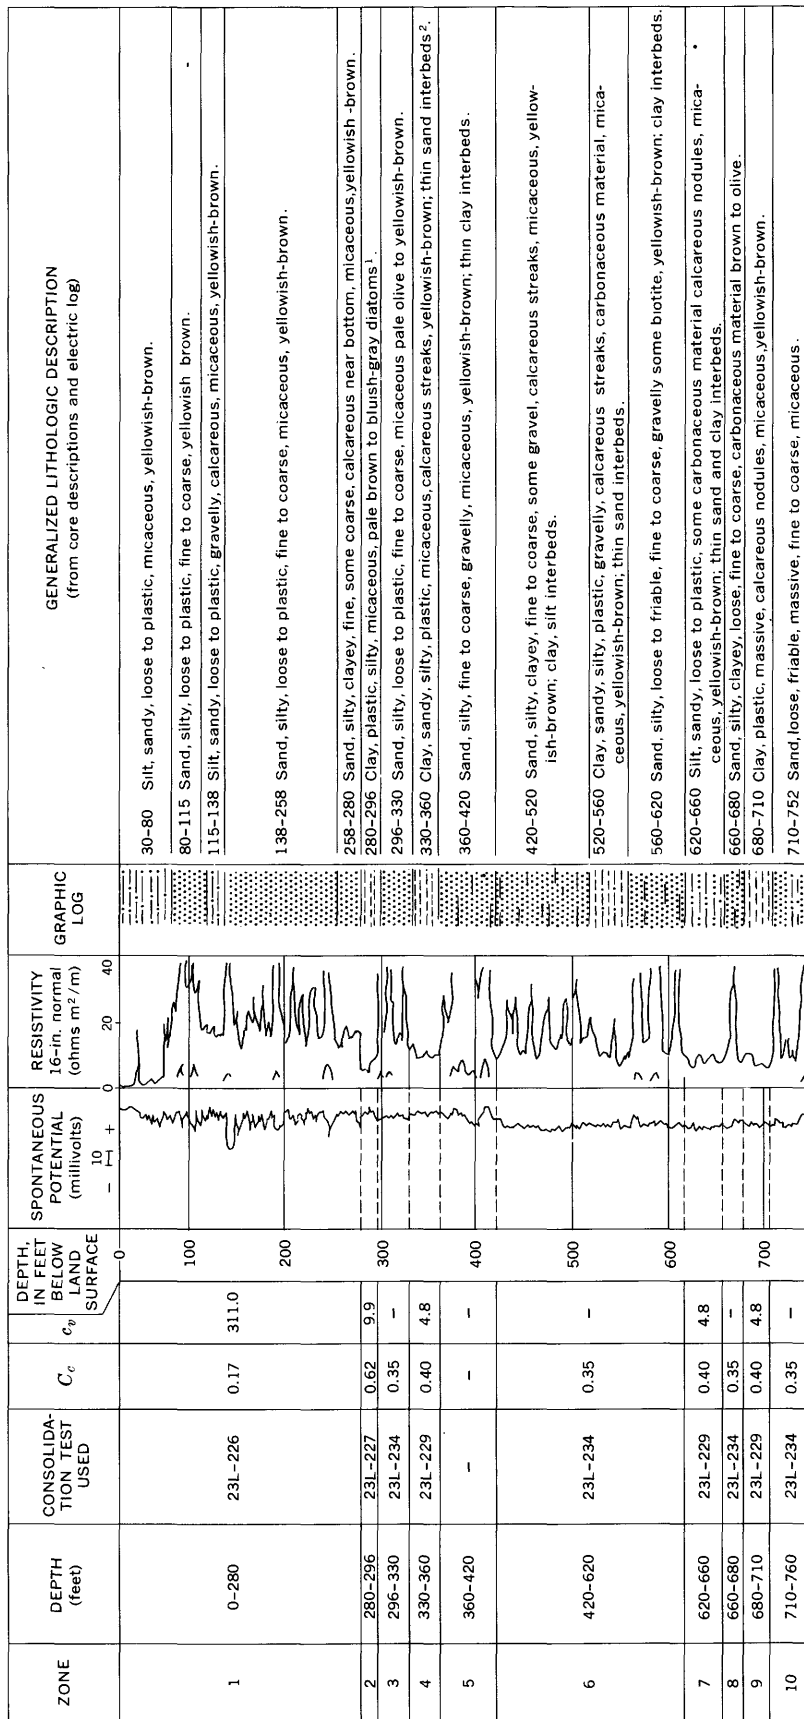 ZONE
DEPTH
(feet)
CONSOLIDA-
TION TEST
USED
Cc
cv
DEPTH,
IN FEET
BELOW
LAND
SURFACE
SPONTANEOUS
POTENTIAL
(millivolts)
– 10 +
RESISTIVITY
16-in. normal
(ohms m²/m)
0 20 40
GRAPHIC
LOG
GENERALIZED LITHOLOGIC DESCRIPTION
(from core descriptions and electric log)
1 0–280 23L–226 0.17 311.0
2 280–296 23L–227 0.62 9.9
3 296–330 23L–234 0.35 –
4 330–360 23L–229 0.40 4.8
5 360–420 – – –
6 420–620 23L–234 0.35 –
7 620–660 23L–229 0.40 4.8
8 660–680 23L–234 0.35 –
9 680–710 23L–229 0.40 4.8
10 710–760 23L–234 0.35 –
0
100
200
300
400
500
600
700
30–80 Silt, sandy, loose to plastic, micaceous, yellowish-brown.
80–115 Sand, silty, loose to plastic, fine to coarse, yellowish brown.
115–138 Silt, sandy, loose to plastic, gravelly, calcareous, micaceous, yellowish-brown.
138–258 Sand, silty, loose to plastic, fine to coarse, micaceous, yellowish-brown.
258–280 Sand, silty, clayey, fine, some coarse, calcareous near bottom, micaceous,yellowish -brown.
280–296 Clay, plastic, silty, micaceous, pale brown to bluish-gray diatoms¹.
296–330 Sand, silty, loose to plastic, fine to coarse, micaceous pale olive to yellowish-brown.
330–360 Clay, sandy, silty, plastic, micaceous,calcareous streaks, yellowish-brown; thin sand interbeds².
360–420 Sand, silty, fine to coarse, gravelly, micaceous, yellowish-brown; thin clay interbeds.
420–520 Sand, silty, clayey, fine to coarse, some gravel, calcareous streaks, micaceous, yellow-
ish-brown; clay, silt interbeds.
520–560 Clay, sandy, silty, plastic, gravelly, calcareous streaks, carbonaceous material, mica-
ceous, yellowish-brown; thin sand interbeds.
560–620 Sand, silty, loose to friable, fine to coarse, gravelly some biotite, yellowish-brown; clay interbeds.
620–660 Silt, sandy, loose to plastic, some carbonaceous material calcareous nodules, mica-
ceous, yellowish-brown; thin sand and clay interbeds.
660–680 Sand, silty, clayey, loose, fine to coarse, carbonaceous material brown to olive.
680–710 Clay, plastic, massive, calcareous nodules, micaceous,yellowish-brown.
710–752 Sand, loose, friable, massive, fine to coarse, micaceous.